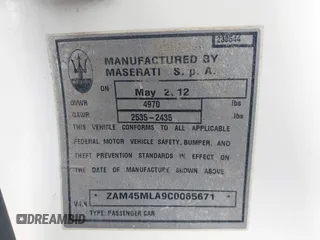 238644
MANUFACTURED BY
MASERATI S.p.A.
ON May 2, 12
GVWR 4970 lbs
GAWR 2535-2435 lbs
THIS VEHICLE CONFORMS TO ALL APPLICABLE
FEDERAL MOTOR VEHICLE SAFETY, BUMPER, AND
THEFT PREVENTION STANDARDS IN EFFECT ON
THE DATE OF MANUFACTURE SHOWN ABOVE.
V.I.N. ZAM45MLA9C0065671
TYPE: PASSENGER CAR
DREAMBID